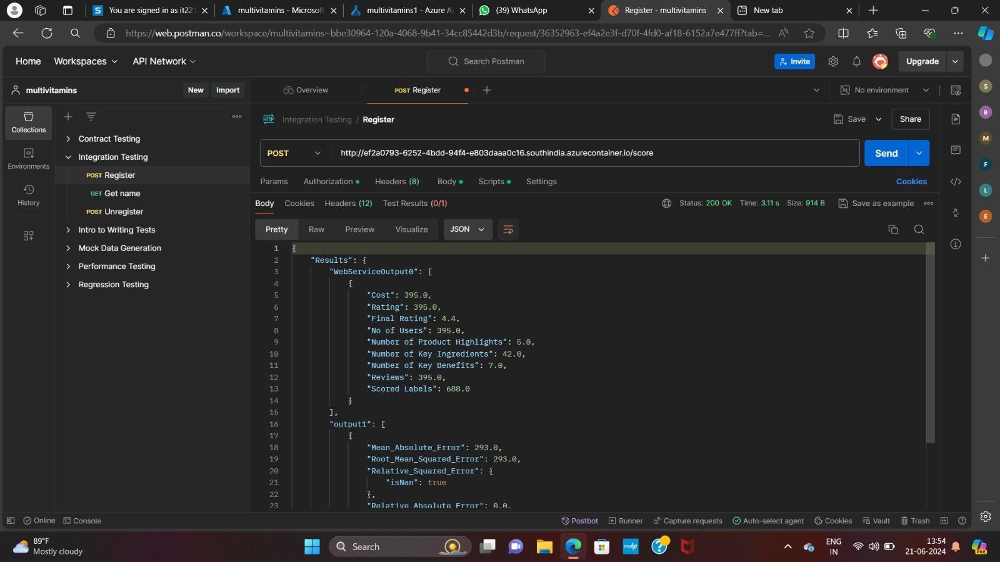 You are signed in as it221
multivitamins - Microsoft
multivitamins1 - Azure AI
(39) WhatsApp
Register - multivitamins
New tab
https://web.postman.co/workspace/multivitamins~bbe30964-120a-4068-9b41-34cc85442d3b/request/36352963-ef4a2e3f-d70f-4fd0-af18-6152a7e477ff?tab=...
Home Workspaces API Network
Search Postman
Invite
Upgrade
multivitamins
New Import
Overview
POST Register
No environment
Collections
Environments
History
Contract Testing
Integration Testing
POST Register
GET Get name
POST Unregister
Intro to Writing Tests
Mock Data Generation
Performance Testing
Regression Testing
HTTP Integration Testing / Register
Save Share
POST http://ef2a0793-6252-4bdd-94f4-e803daaa0c16.southindia.azurecontainer.io/score Send
Params Authorization Headers (8) Body Scripts Settings Cookies
Body Cookies Headers (12) Test Results (0/1) Status: 200 OK Time: 3.11 s Size: 914 B Save as example
Pretty Raw Preview Visualize JSON
1 {
2 "Results": {
3 "WebServiceOutput0": [
4 {
5 "Cost": 395.0,
6 "Rating": 395.0,
7 "Final Rating": 4.4,
8 "No of Users": 395.0,
9 "Number of Product Highlights": 5.0,
10 "Number of Key Ingredients": 42.0,
11 "Number of Key Benefits": 7.0,
12 "Reviews": 395.0,
13 "Scored Labels": 688.0
14 }
15 ],
16 "output1": [
17 {
18 "Mean_Absolute_Error": 293.0,
19 "Root_Mean_Squared_Error": 293.0,
20 "Relative_Squared_Error": {
21 "isNan": true
22 },
23 "Relative_Absolute_Error": 0.0,
S
B
M
F
L
E
Online Console
Postbot Runner Capture requests Auto-select agent Cookies Vault Trash
89°F
Mostly cloudy
Search
myhp
ENG
IN
13:54
21-06-2024
PRE